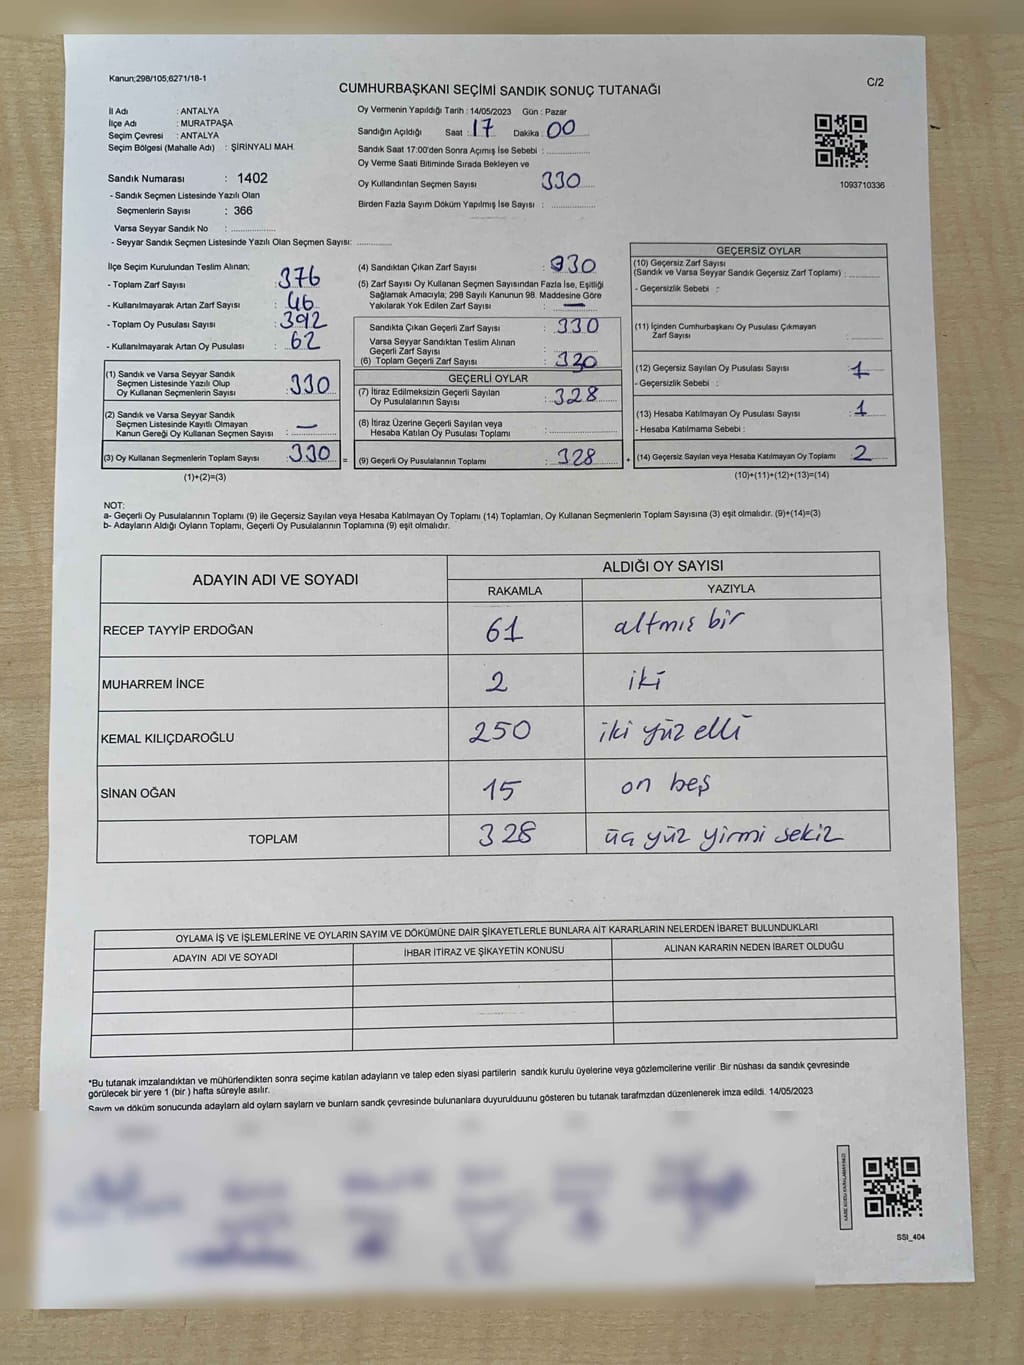 Kanun;298/105;6271/18-1
CUMHURBAŞKANI SEÇİMİ SANDIK SONUÇ TUTANAĞI
C/2
İl Adı : ANTALYA
İlçe Adı : MURATPAŞA
Seçim Çevresi : ANTALYA
Seçim Bölgesi (Mahalle Adı) : ŞİRİNYALI MAH.
Sandık Numarası : 1402
- Sandık Seçmen Listesinde Yazılı Olan
Seçmenlerin Sayısı : 366
Varsa Seyyar Sandık No : ..............
- Seyyar Sandık Seçmen Listesinde Yazılı Olan Seçmen Sayısı: ............
Oy Vermenin Yapıldığı Tarih : 14/05/2023 Gün : Pazar
Sandığın Açıldığı Saat : 17 Dakika : 00
Sandık Saat 17:00'den Sonra Açımış İse Sebebi : ..............
Oy Verme Saati Bitiminde Sırada Bekleyen ve
Oy Kullandırılan Seçmen Sayısı 330
Birden Fazla Sayım Döküm Yapılmış İse Sayısı : ..............
1093710336
İlçe Seçim Kurulundan Teslim Alınan;
- Toplam Zarf Sayısı : 376
- Kullanılmayarak Artan Zarf Sayısı : 46
- Toplam Oy Pusulası Sayısı : 392
- Kullanılmayarak Artan Oy Pusulası : 62
(1) Sandık ve Varsa Seyyar Sandık
Seçmen Listesinde Yazılı Olup
Oy Kullanan Seçmenlerin Sayısı : 330
(2) Sandık ve Varsa Seyyar Sandık
Seçmen Listesinde Kayıtlı Olmayan
Kanun Gereği Oy Kullanan Seçmen Sayısı : —
(3) Oy Kullanan Seçmenlerin Toplam Sayısı : 330 =
(1)+(2)=(3)
(4) Sandıktan Çıkan Zarf Sayısı : 330
(5) Zarf Sayısı Oy Kullanan Seçmen Sayısından Fazla İse, Eşitliği
Sağlamak Amacıyla; 298 Sayılı Kanunun 98. Maddesine Göre
Yakılarak Yok Edilen Zarf Sayısı : —
Sandıkta Çıkan Geçerli Zarf Sayısı : 330
Varsa Seyyar Sandıktan Teslim Alınan
Geçerli Zarf Sayısı :
(6) Toplam Geçerli Zarf Sayısı : 330
GEÇERLİ OYLAR
(7) İtiraz Edilmeksizin Geçerli Sayılan
Oy Pusulalarının Sayısı : 328
(8) İtiraz Üzerine Geçerli Sayılan veya
Hesaba Katılan Oy Pusulası Toplamı : ..............
(9) Geçerli Oy Pusulalarının Toplamı : 328 +
GEÇERSİZ OYLAR
(10) Geçersiz Zarf Sayısı
(Sandık ve Varsa Seyyar Sandık Geçersiz Zarf Toplamı) : ..........
- Geçersizlik Sebebi :
(11) İçinden Cumhurbaşkanı Oy Pusulası Çıkmayan
Zarf Sayısı : ..........
(12) Geçersiz Sayılan Oy Pusulası Sayısı : 1
- Geçersizlik Sebebi :
(13) Hesaba Katılmayan Oy Pusulası Sayısı : 1
- Hesaba Katılmama Sebebi :
(14) Geçersiz Sayılan veya Hesaba Katılmayan Oy Toplamı : 2
(10)+(11)+(12)+(13)=(14)
NOT:
a- Geçerli Oy Pusulalarının Toplamı (9) ile Geçersiz Sayılan veya Hesaba Katılmayan Oy Toplamı (14) Toplamları, Oy Kullanan Seçmenlerin Toplam Sayısına (3) eşit olmalıdır. (9)+(14)=(3)
b- Adayların Aldığı Oyların Toplamı, Geçerli Oy Pusulalarının Toplamına (9) eşit olmalıdır.
ADAYIN ADI VE SOYADI ALDIĞI OY SAYISI
RAKAMLA YAZIYLA
RECEP TAYYİP ERDOĞAN 61 altmış bir
MUHARREM İNCE 2 iki
KEMAL KILIÇDAROĞLU 250 iki yüz elli
SİNAN OĞAN 15 on beş
TOPLAM 328 üç yüz yirmi sekiz
OYLAMA İŞ VE İŞLEMLERİNE VE OYLARIN SAYIM VE DÖKÜMÜNE DAİR ŞİKAYETLERLE BUNLARA AİT KARARLARIN NELERDEN İBARET BULUNDUKLARI
ADAYIN ADI VE SOYADI İHBAR İTİRAZ VE ŞİKAYETİN KONUSU ALINAN KARARIN NEDEN İBARET OLDUĞU
*Bu tutanak imzalandıktan ve mühürlendikten sonra seçime katılan adayların ve talep eden siyasi partilerin sandık kurulu üyelerine veya gözlemcilerine verilir .Bir nüshası da sandık çevresinde
görülecek bir yere 1 (bir ) hafta süreyle asılır.
Sayım ve döküm sonucunda adayların ald oyların sayların ve bunların sandk çevresinde bulunanlara duyurulduunu gösteren bu tutanak tarafmzdan düzenlenerek imza edildi. 14/05/2023
SSI_404